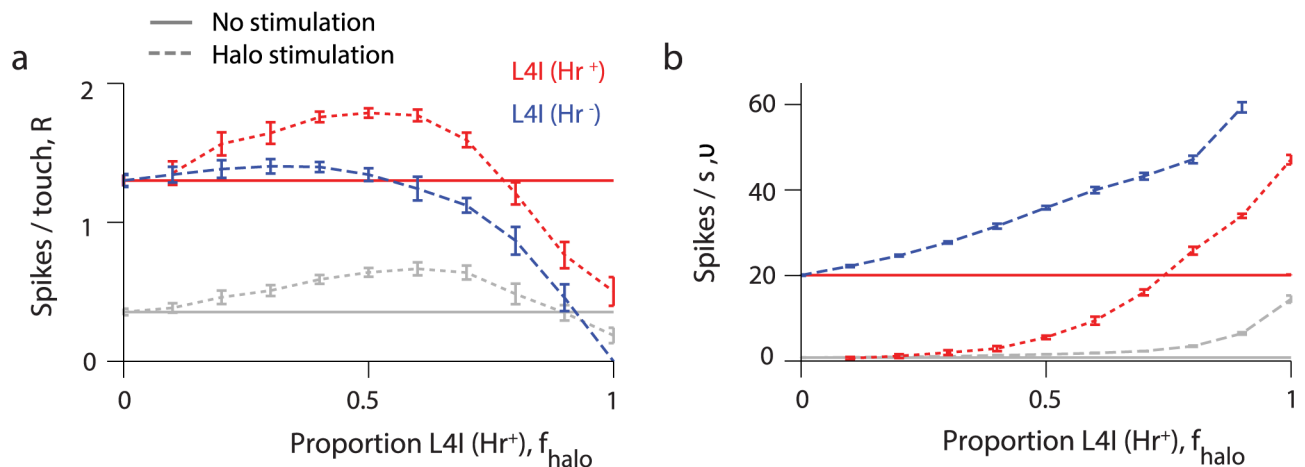 No stimulation
Halo stimulation
a
L4I (Hr⁺)
L4I (Hr⁻)
2
1
0
Spikes / touch, R
0
0.5
1
Proportion L4I (Hr⁺), f_halo
b
60
40
20
0
Spikes / s, υ
0
0.5
1
Proportion L4I (Hr⁺), f_halo